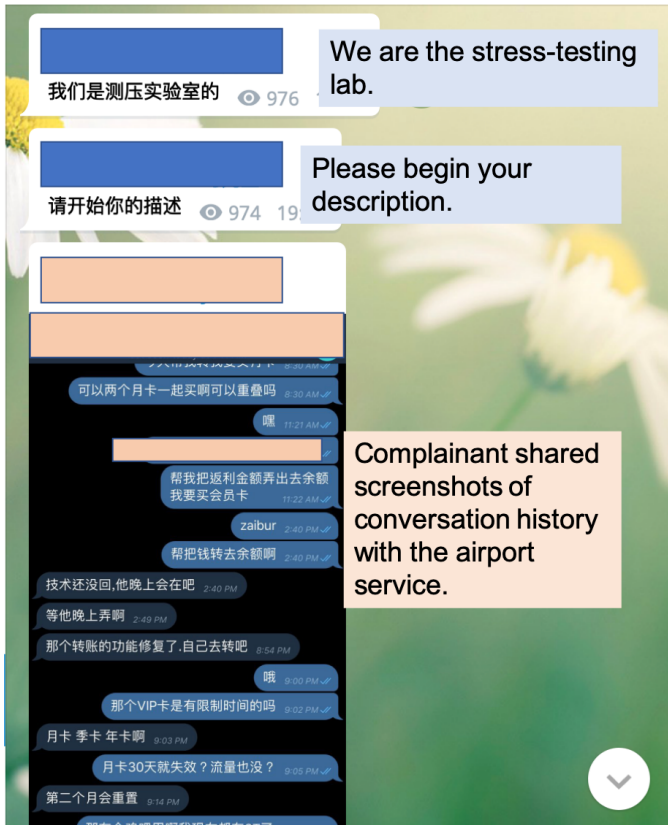 我们是测压实验室的 976
We are the stress-testing
lab.
请开始你的描述 974 19:
Please begin your
description.
8:30 AM
可以两个月卡一起买啊可以重叠吗 8:30 AM
嘿 11:21 AM
帮我把返利金额弄出去余额
我要买会员卡 11:22 AM
zaibur 2:40 PM
帮把钱转去余额啊 2:40 PM
技术还没回,他晚上会在吧 2:40 PM
等他晚上弄啊 2:49 PM
那个转账的功能修复了.自己去转吧 8:54 PM
哦 9:00 PM
那个VIP卡是有限制时间的吗 9:02 PM
月卡 季卡 年卡啊 9:03 PM
月卡30天就失效？流量也没？ 9:05 PM
第二个月会重置 9:14 PM
Complainant shared
screenshots of
conversation history
with the airport
service.